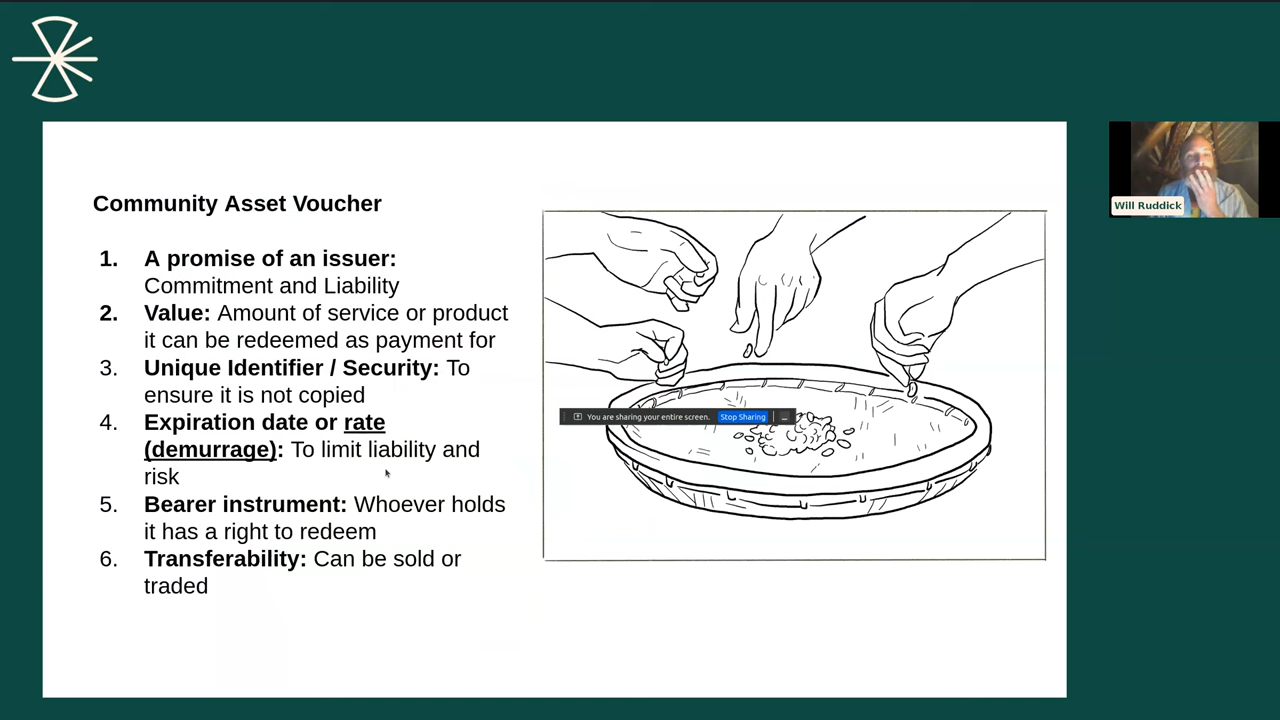 Community Asset Voucher
1. A promise of an issuer:
Commitment and Liability
2. Value: Amount of service or product
it can be redeemed as payment for
3. Unique Identifier / Security: To
ensure it is not copied
4. Expiration date or rate
(demurrage): To limit liability and
risk
5. Bearer instrument: Whoever holds
it has a right to redeem
6. Transferability: Can be sold or
traded
You are sharing your entire screen. Stop Sharing
Will Ruddick